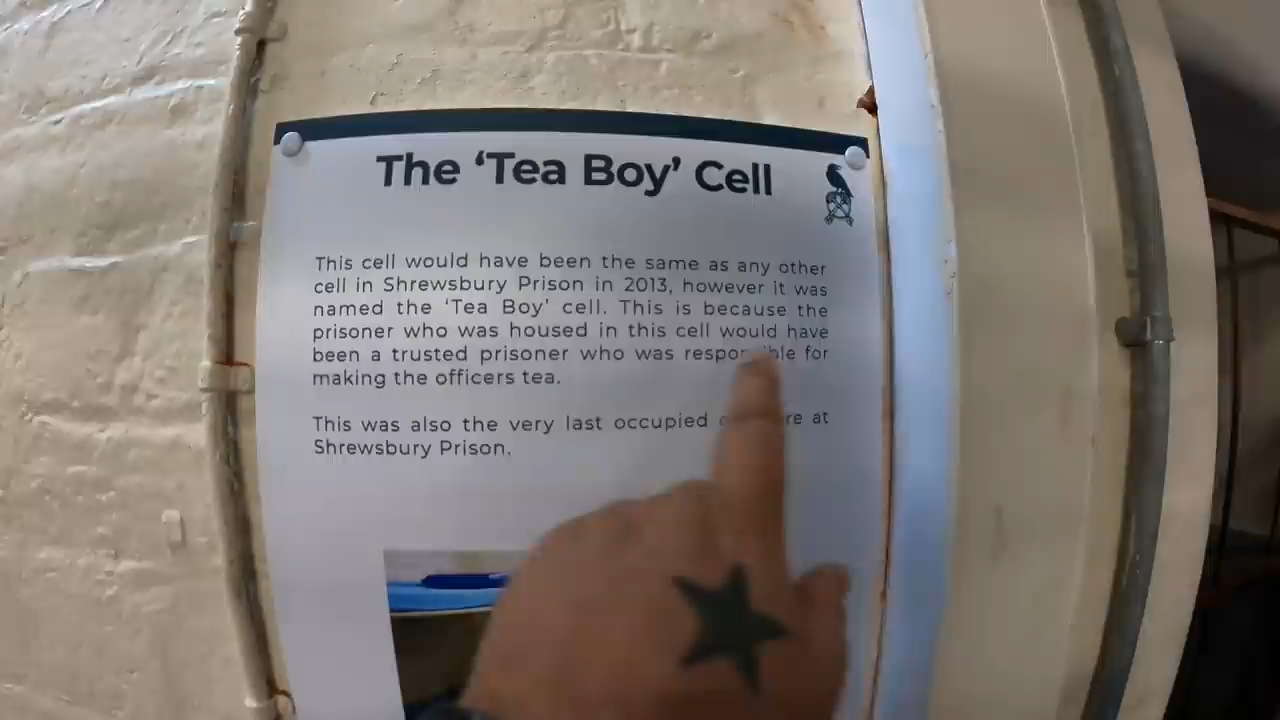 The ‘Tea Boy’ Cell
This cell would have been the same as any other
cell in Shrewsbury Prison in 2013, however it was
named the ‘Tea Boy’ cell. This is because the
prisoner who was housed in this cell would have
been a trusted prisoner who was responsible for
making the officers tea.
This was also the very last occupied at
Shrewsbury Prison.